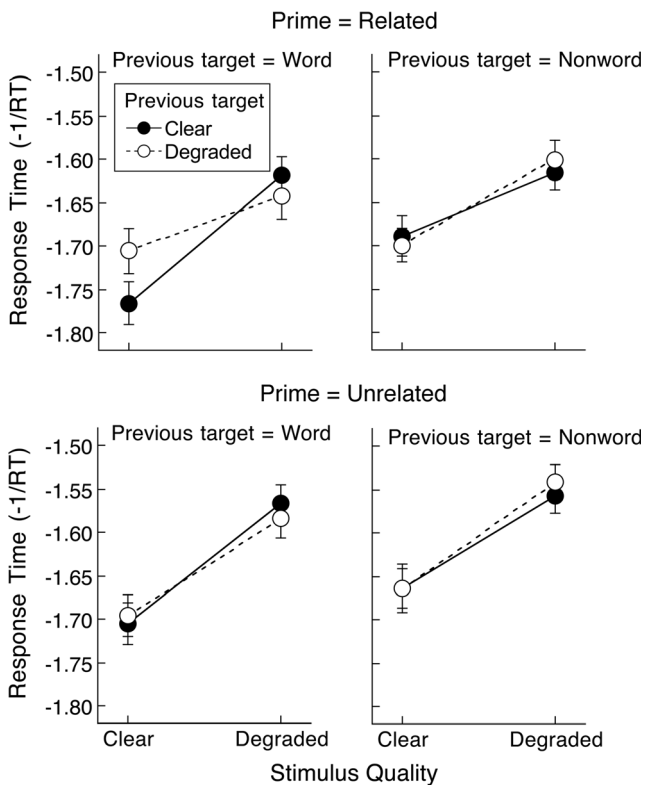 Prime = Related
Previous target = Word
Previous target = Nonword
Response Time (-1/RT)
-1.50
-1.55
-1.60
-1.65
-1.70
-1.75
-1.80
Previous target
Clear
Degraded
Prime = Unrelated
Previous target = Word
Previous target = Nonword
Response Time (-1/RT)
-1.50
-1.55
-1.60
-1.65
-1.70
-1.75
-1.80
Clear
Degraded
Clear
Degraded
Stimulus Quality